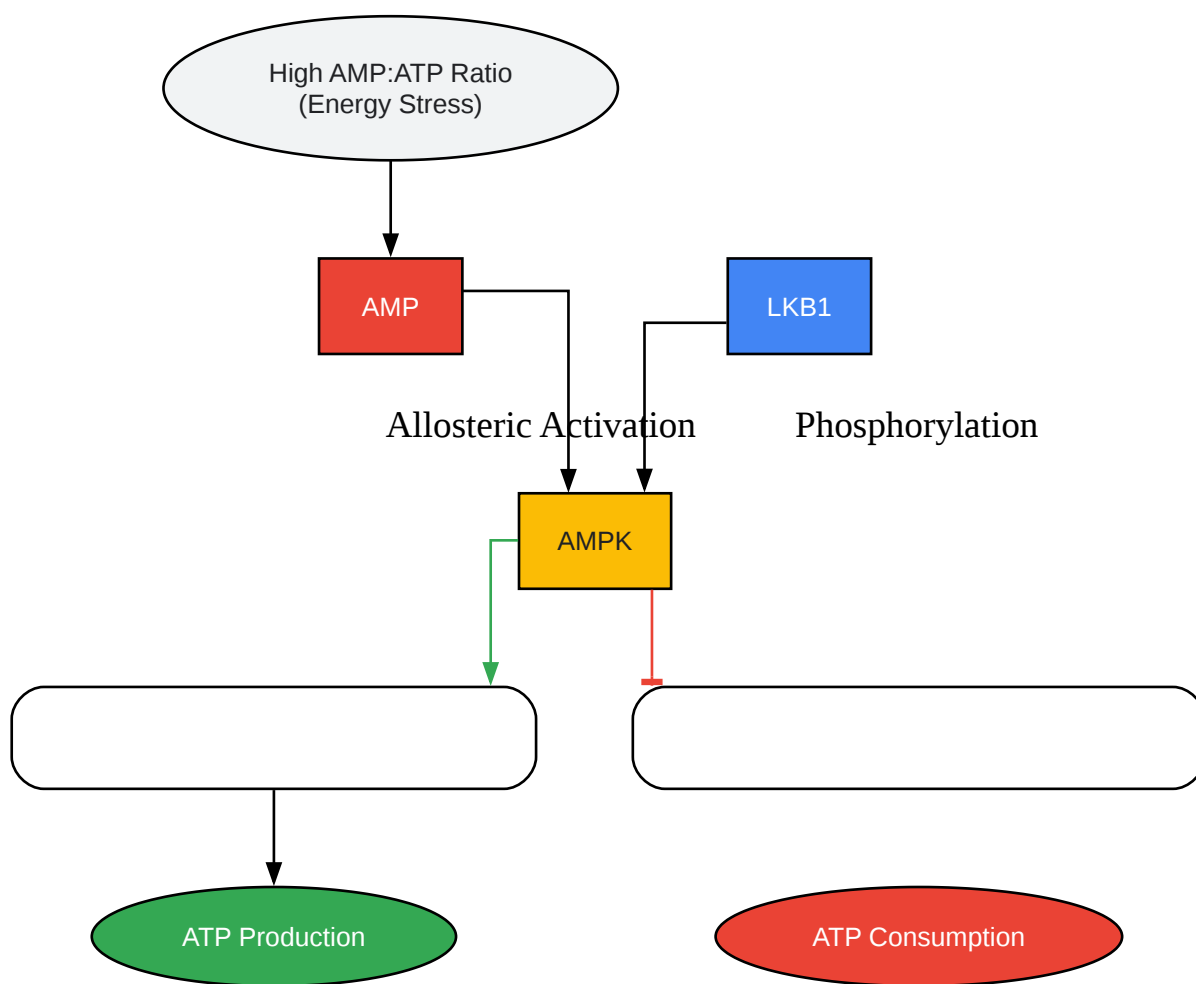 High AMP:ATP Ratio
(Energy Stress)
AMP
LKB1
Allosteric Activation
Phosphorylation
AMPK
ATP Production
ATP Consumption